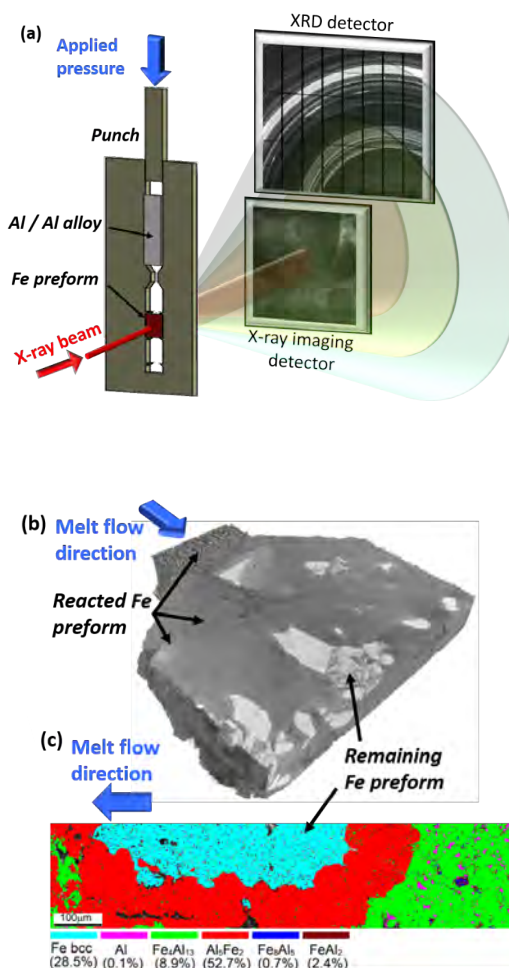 (a)
XRD detector
Applied
pressure
Punch
Al / Al alloy
Fe preform
X-ray beam
X-ray imaging
detector
(b)
Melt flow
direction
Reacted Fe
preform
(c)
Melt flow
direction
Remaining
Fe preform
100µm
Fe bcc Al Fe₄Al₁₃ Al₅Fe₂ Fe₈Al₅ FeAl₂
(28.5%) (0.1%) (8.9%) (52.7%) (0.7%) (2.4%)